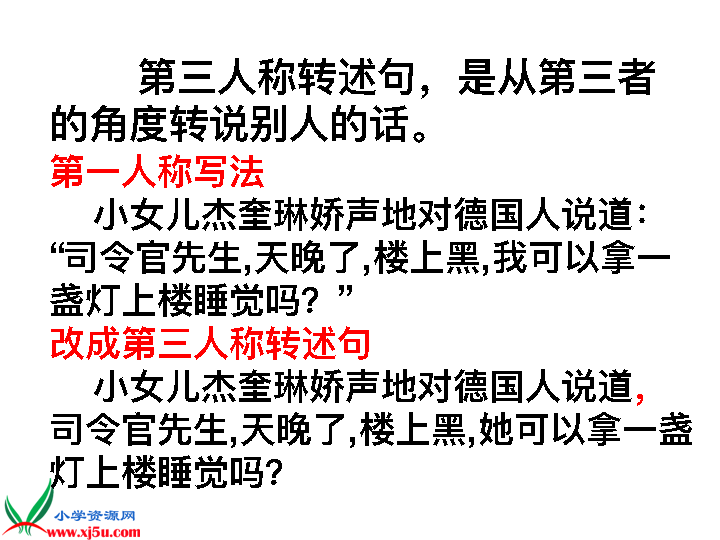 第三人称转述句，是从第三者
的角度转说别人的话。
第一人称写法
小女儿杰奎琳娇声地对德国人说道：
“司令官先生,天晚了,楼上黑,我可以拿一
盏灯上楼睡觉吗？”
改成第三人称转述句
小女儿杰奎琳娇声地对德国人说道，
司令官先生,天晚了,楼上黑,她可以拿一盏
灯上楼睡觉吗?
小学资源网
www.xj5u.com